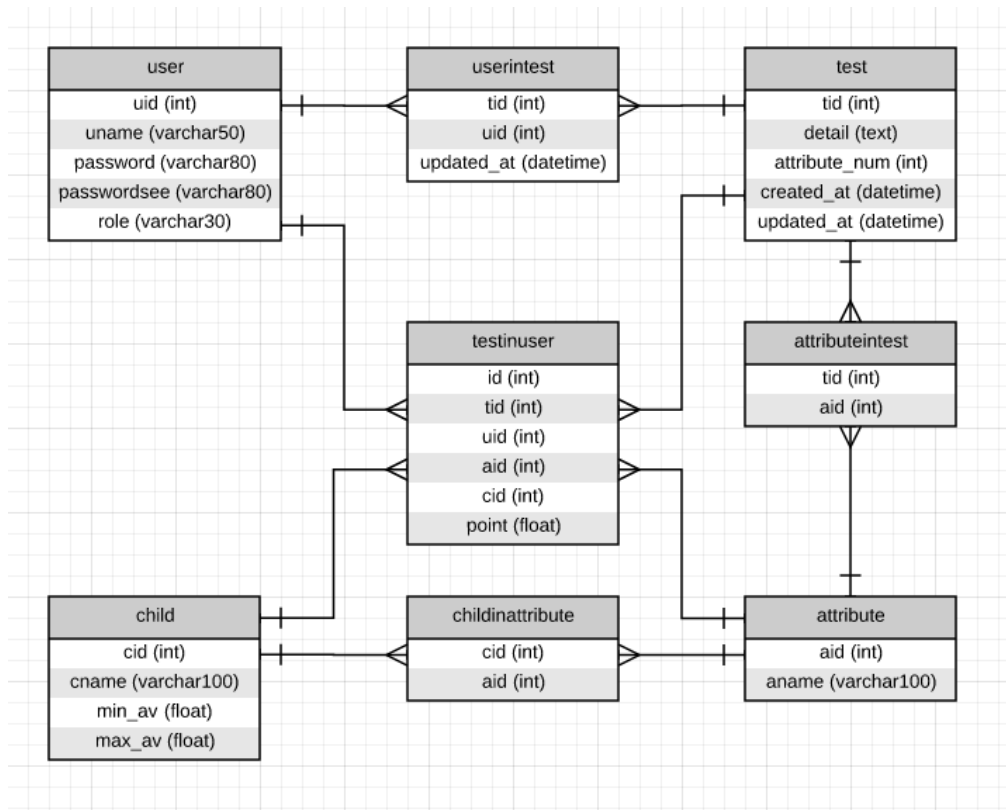 user
uid (int)
uname (varchar50)
password (varchar80)
passwordsee (varchar80)
role (varchar30)
userintest
tid (int)
uid (int)
updated_at (datetime)
test
tid (int)
detail (text)
attribute_num (int)
created_at (datetime)
updated_at (datetime)
testinuser
id (int)
tid (int)
uid (int)
aid (int)
cid (int)
point (float)
attributeintest
tid (int)
aid (int)
child
cid (int)
cname (varchar100)
min_av (float)
max_av (float)
childinattribute
cid (int)
aid (int)
attribute
aid (int)
aname (varchar100)